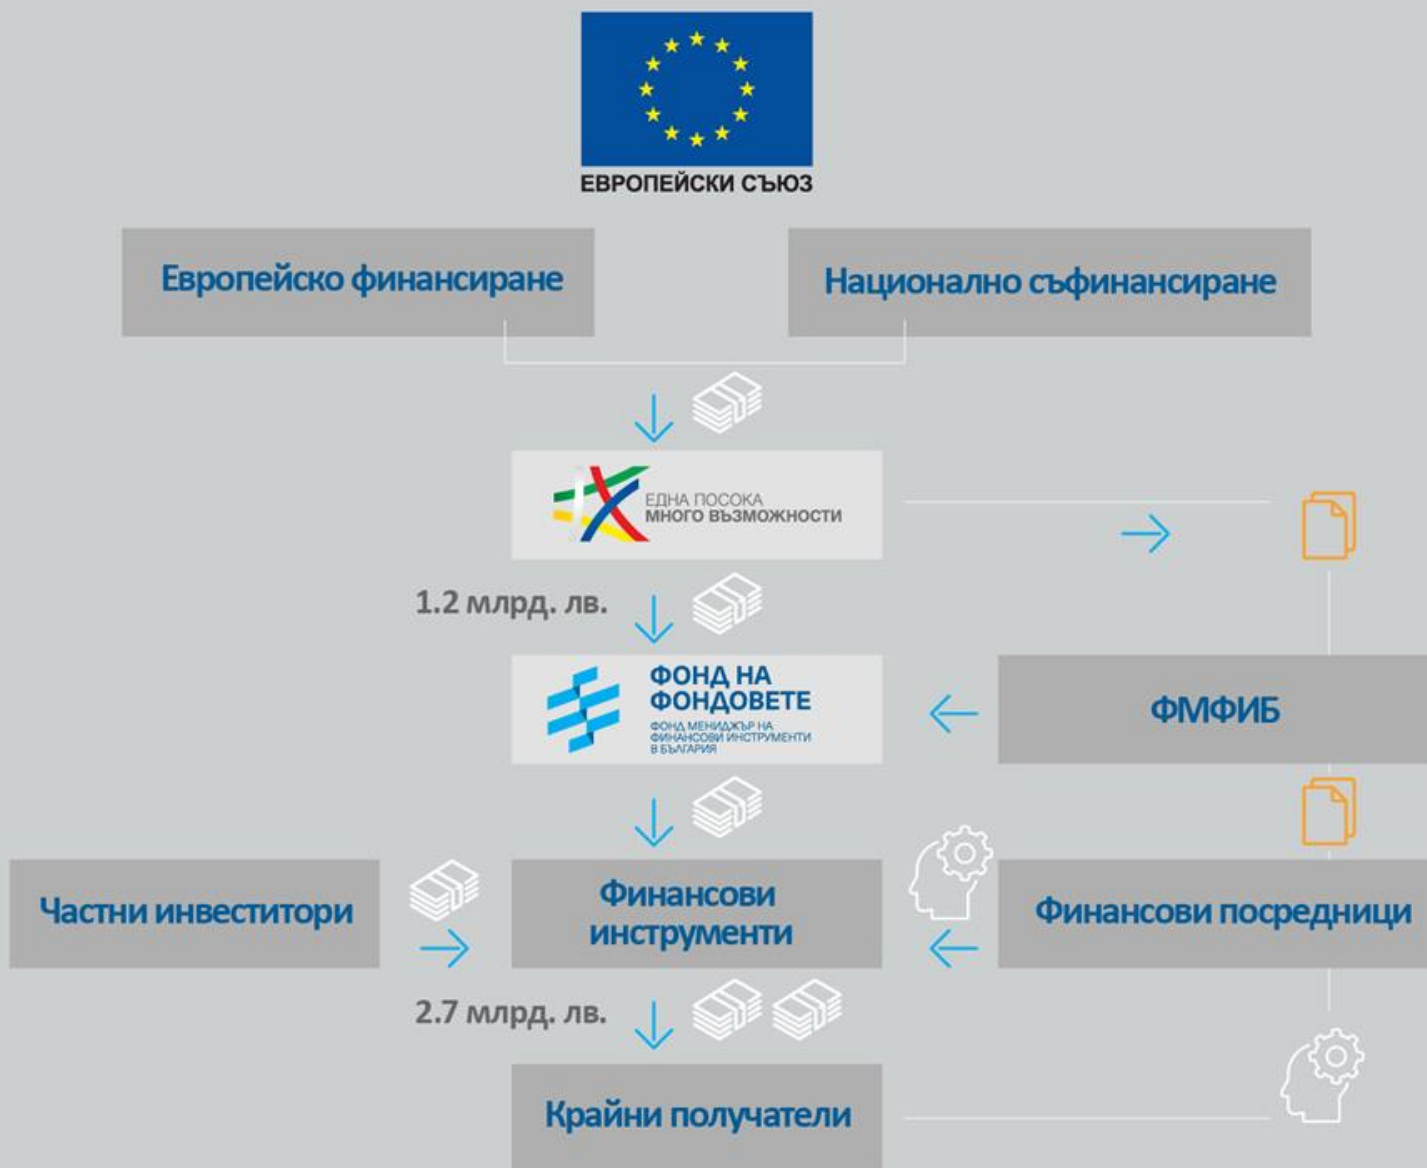 ЕВРОПЕЙСКИ СЪЮЗ
Европейско финансиране
Национално съфинансиране
ЕДНА ПОСОКА
МНОГО ВЪЗМОЖНОСТИ
1.2 млрд. лв.
ФОНД НА
ФОНДОВЕТЕ
ФОНД МЕНИДЖЪР НА
ФИНАНСОВИ ИНСТРУМЕНТИ
В БЪЛГАРИЯ
ФМФИБ
Частни инвеститори
Финансови
инструменти
Финансови посредници
2.7 млрд. лв.
Крайни получатели